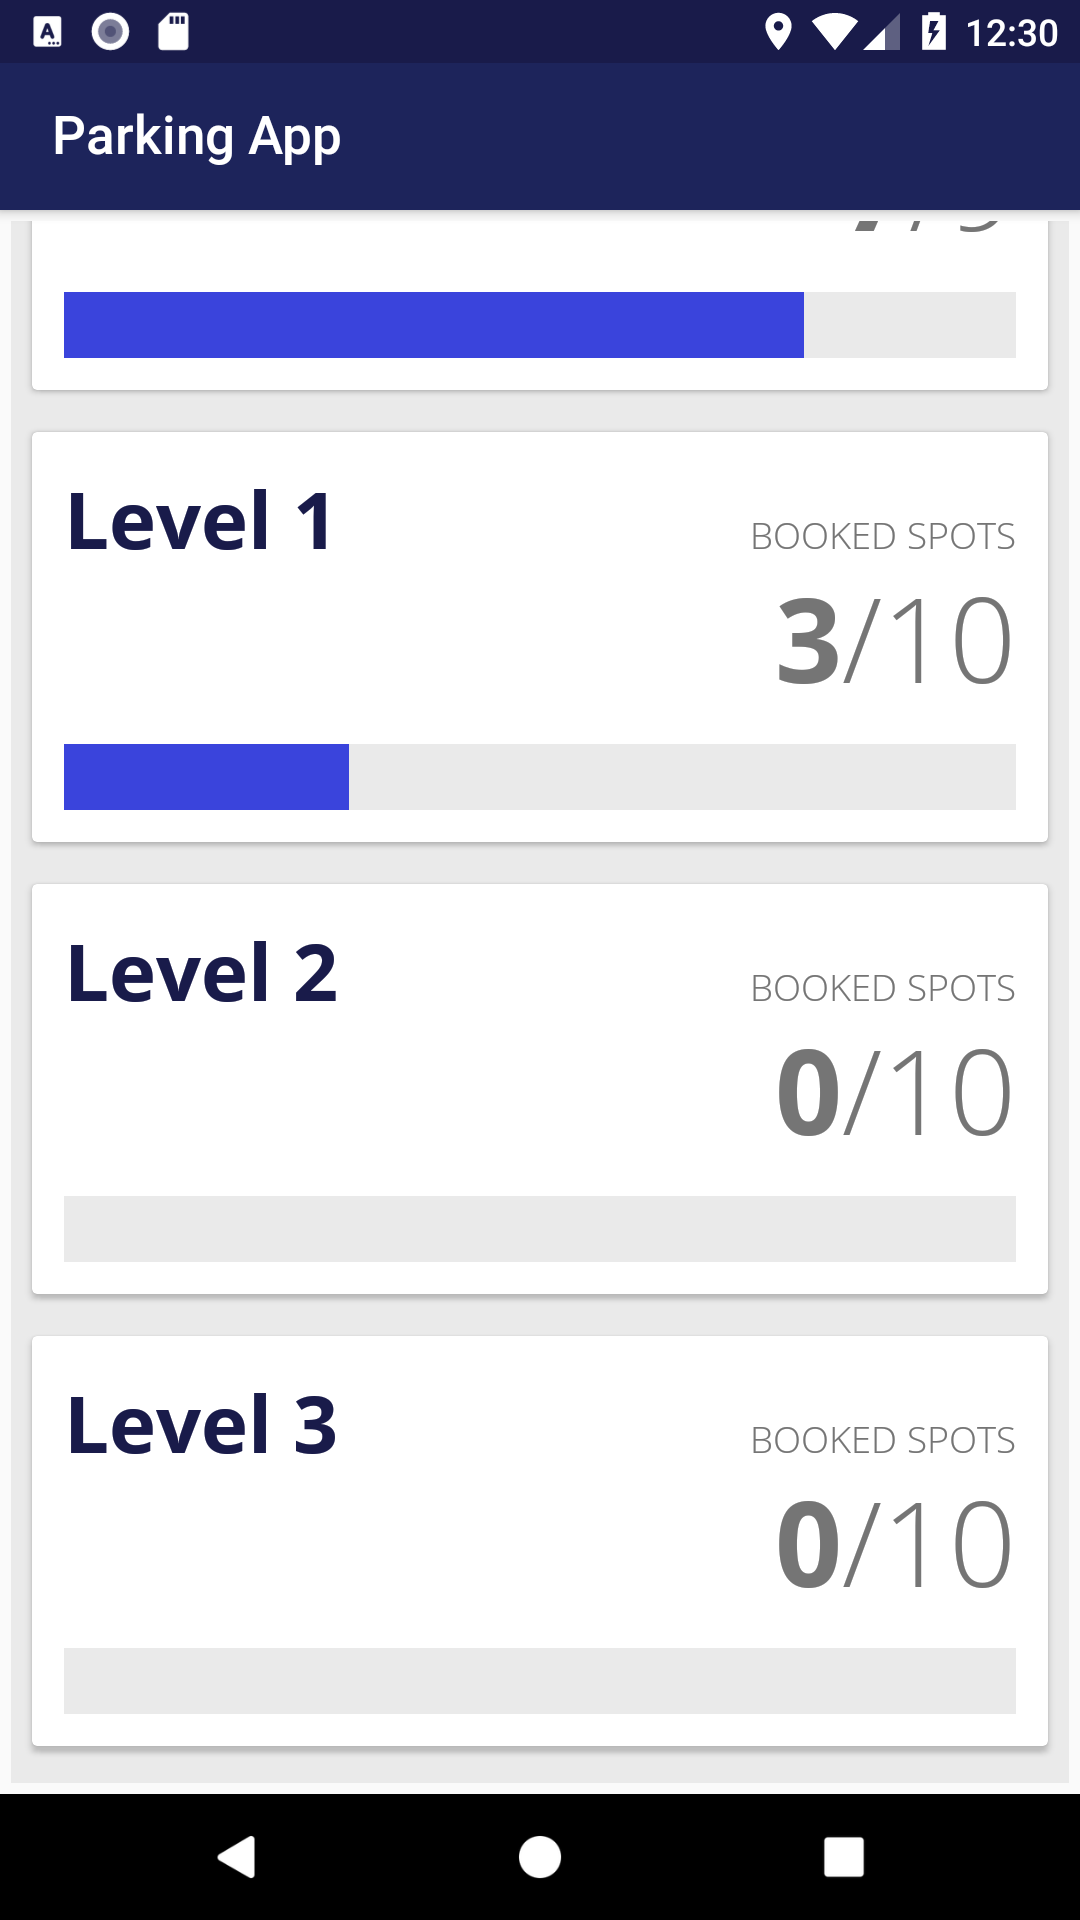 12:30
Parking App
Level 1
BOOKED SPOTS
3/10
Level 2
BOOKED SPOTS
0/10
Level 3
BOOKED SPOTS
0/10